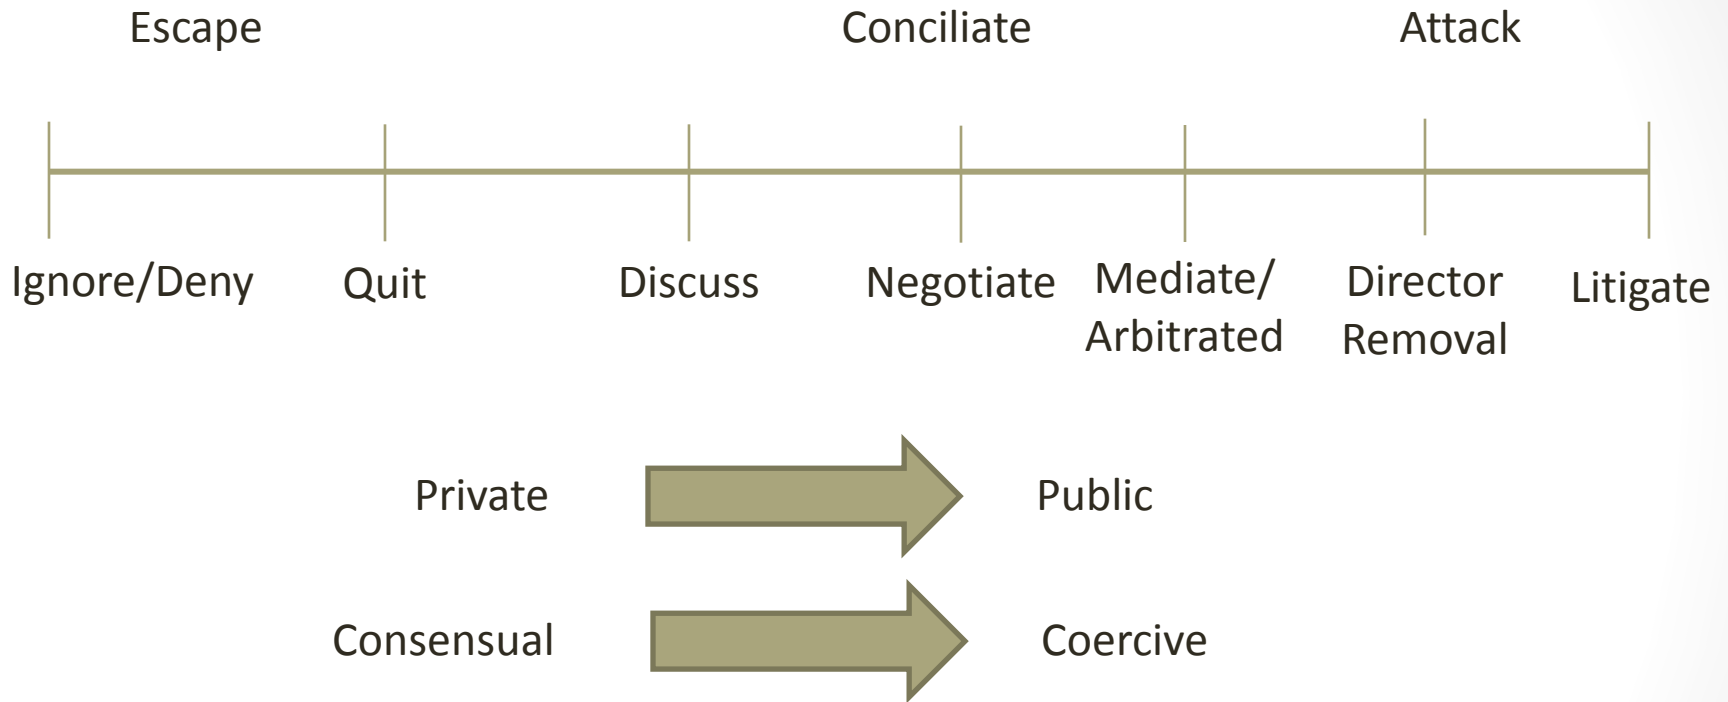 Escape
Conciliate
Attack
Ignore/Deny
Quit
Discuss
Negotiate
Mediate/
Arbitrated
Director
Removal
Litigate
Private
Public
Consensual
Coercive